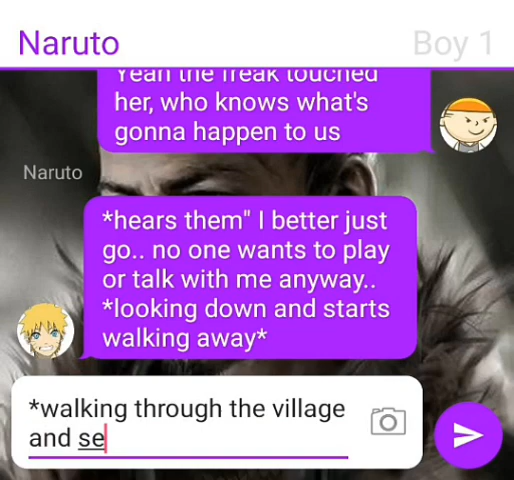 Naruto
Boy 1
Yeah the freak touched
her, who knows what's
gonna happen to us
Naruto
*hears them" I better just
go.. no one wants to play
or talk with me anyway..
*looking down and starts
walking away*
*walking through the village
and se